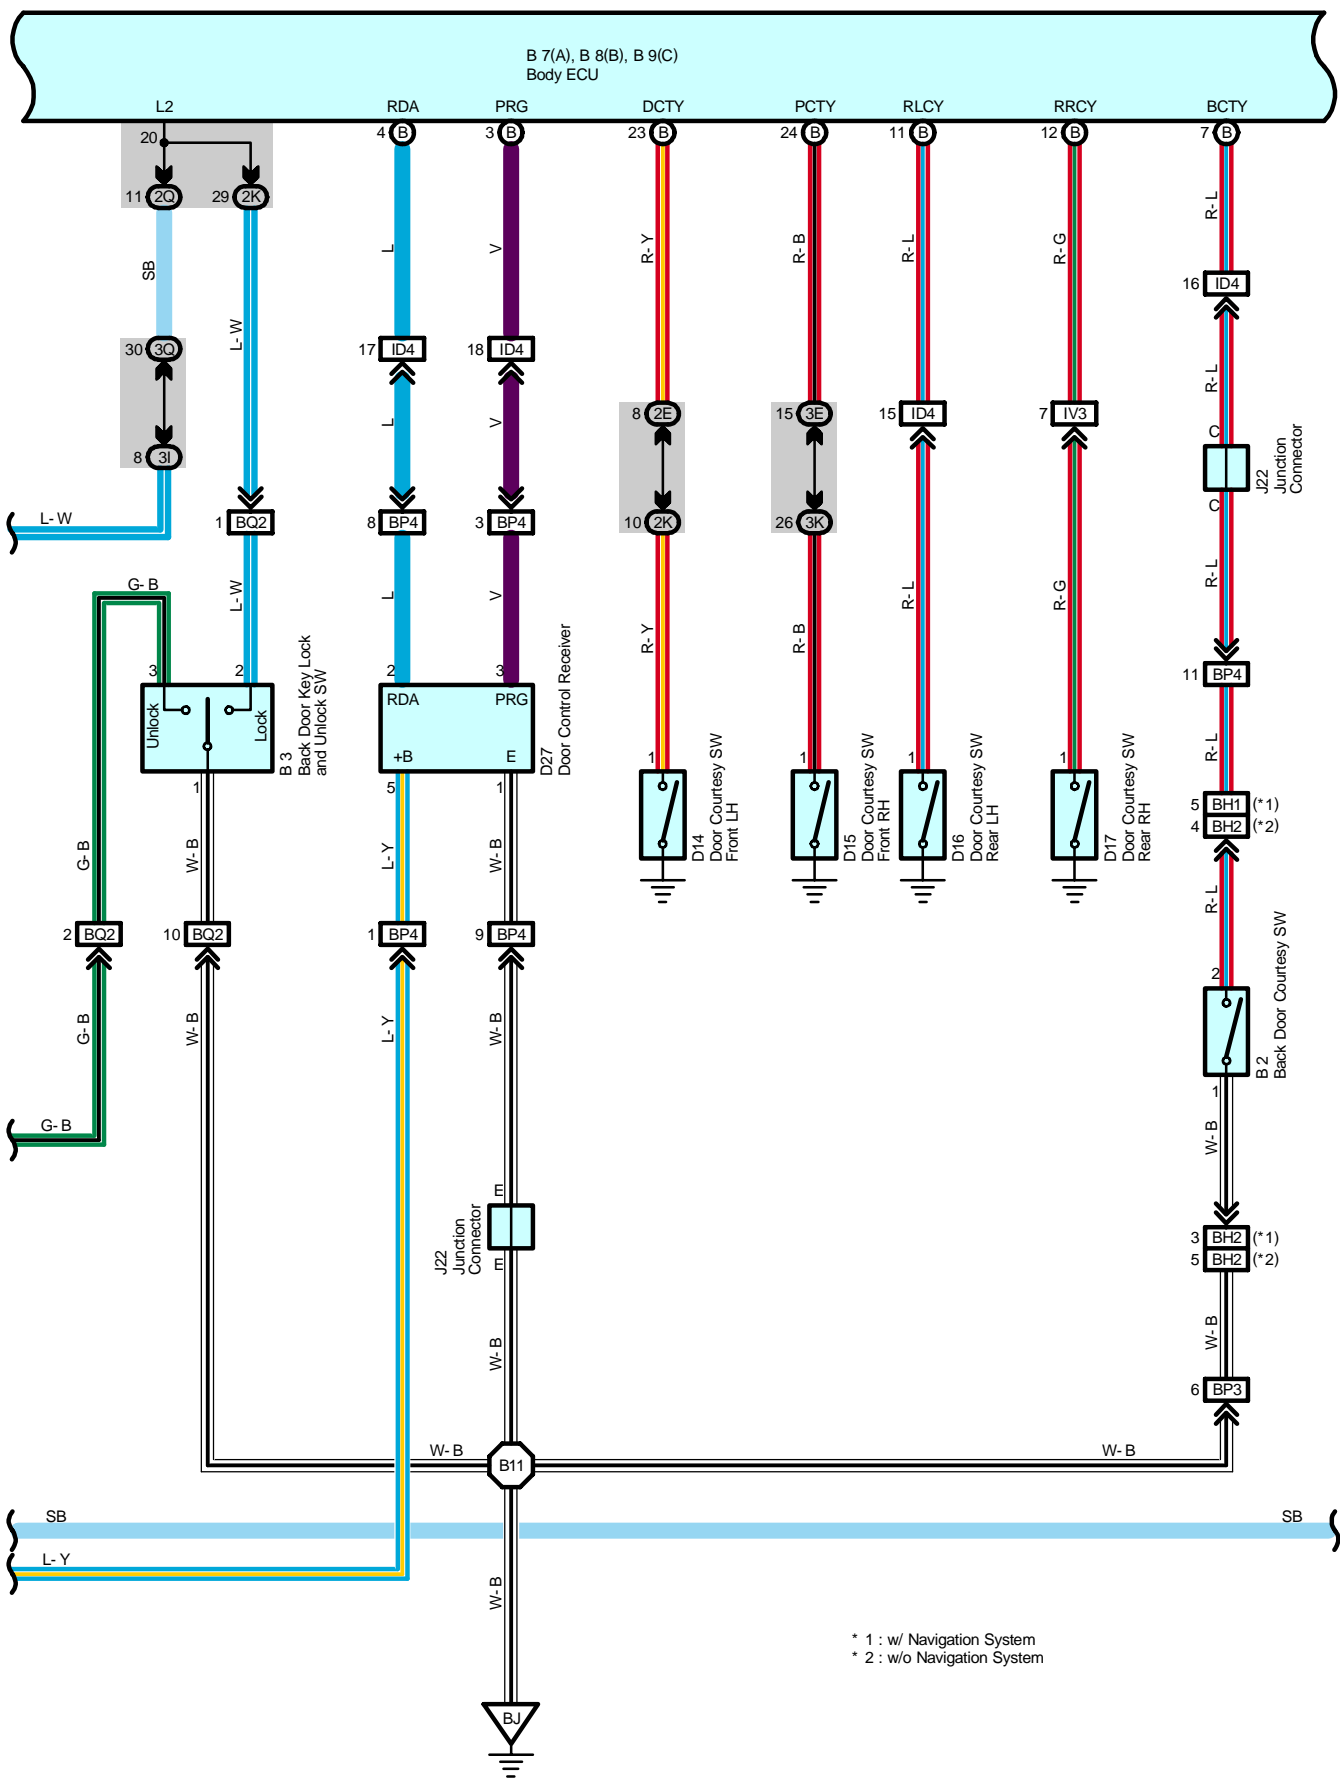 B 7(A), B 8(B), B 9(C)
Body ECU
L2
RDA
PRG
DCTY
PCTY
RLCY
RRCY
BCTY
20
4 B
3 B
23 B
24 B
11 B
12 B
7 B
11 2Q
29 2K
SB
L- W
L
V
R- Y
R- B
R- L
R- G
R- L
16 ID4
30 3Q
17 ID4
18 ID4
R- L
8 2E
15 3E
15 ID4
7 IV3
L
V
C
J22
Junction
Connector
C
8 3I
L- W
1 BQ2
8 BP4
3 BP4
10 2K
26 3K
G- B
L- W
L
V
R- Y
R- B
R- L
R- G
R- L
3
2
2
3
11 BP4
Unlock
Lock
B 3
Back Door Key Lock
and Unlock SW
RDA
PRG
+B
E
D27
Door Control Receiver
R- L
1
1
1
1
1
5
1
D14
Door Courtesy SW
Front LH
D15
Door Courtesy SW
Front RH
D16
Door Courtesy SW
Rear LH
D17
Door Courtesy SW
Rear RH
5 BH1 (*1)
4 BH2 (*2)
G- B
W- B
L- Y
W- B
R- L
2 BQ2
10 BQ2
1 BP4
9 BP4
2
G- B
W- B
L- Y
W- B
B 2
Back Door Courtesy SW
1
G- B
W- B
E
J22
Junction
Connector
E
3 BH2 (*1)
5 BH2 (*2)
W- B
W- B
6 BP3
W- B
B11
W- B
SB
SB
L- Y
W- B
* 1 : w/ Navigation System
* 2 : w/o Navigation System
BJ